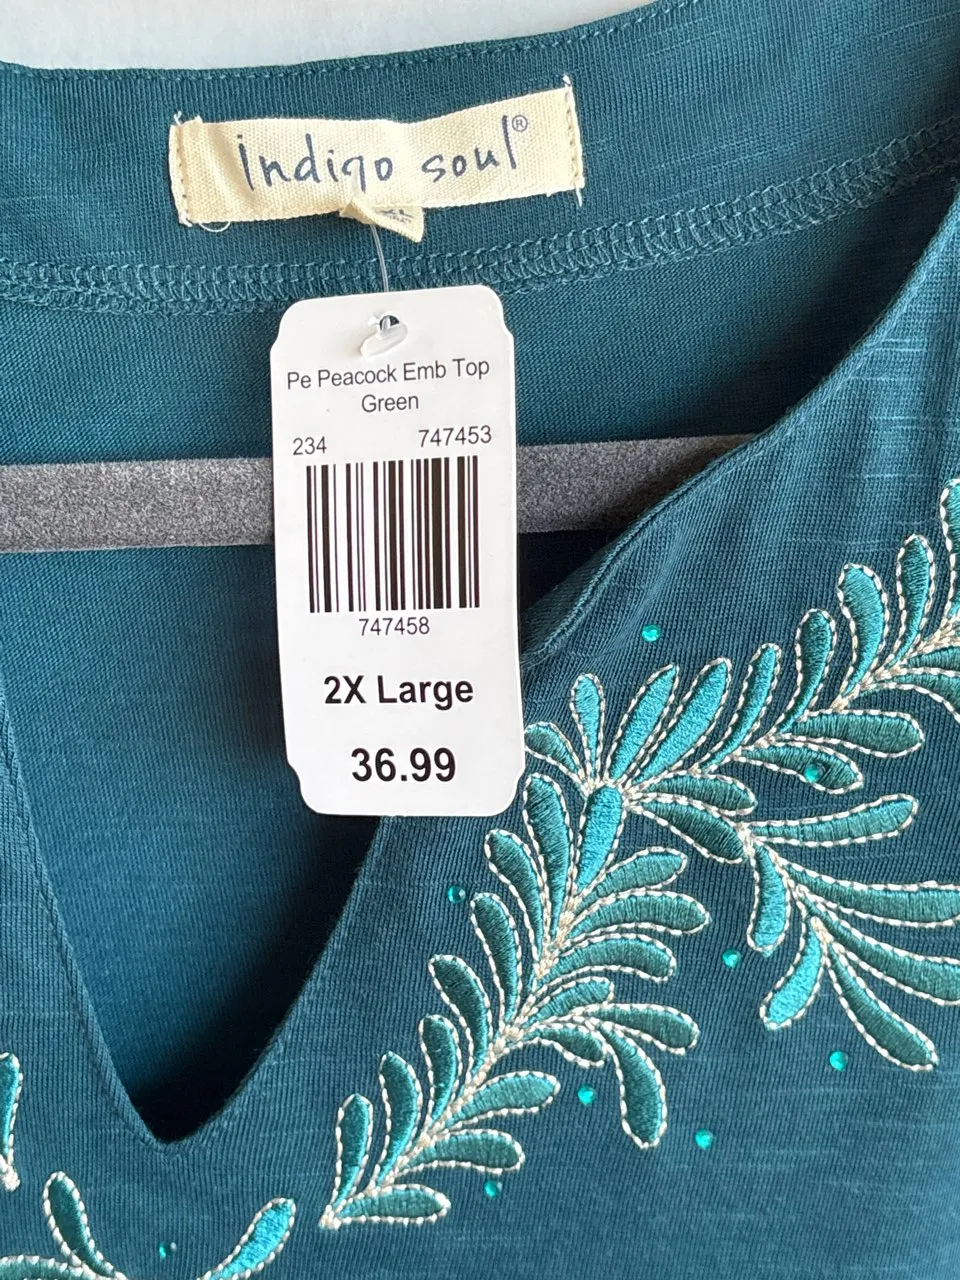 indigo soul®
Pe Peacock Emb Top
Green
234 747453
747458
2X Large
36.99